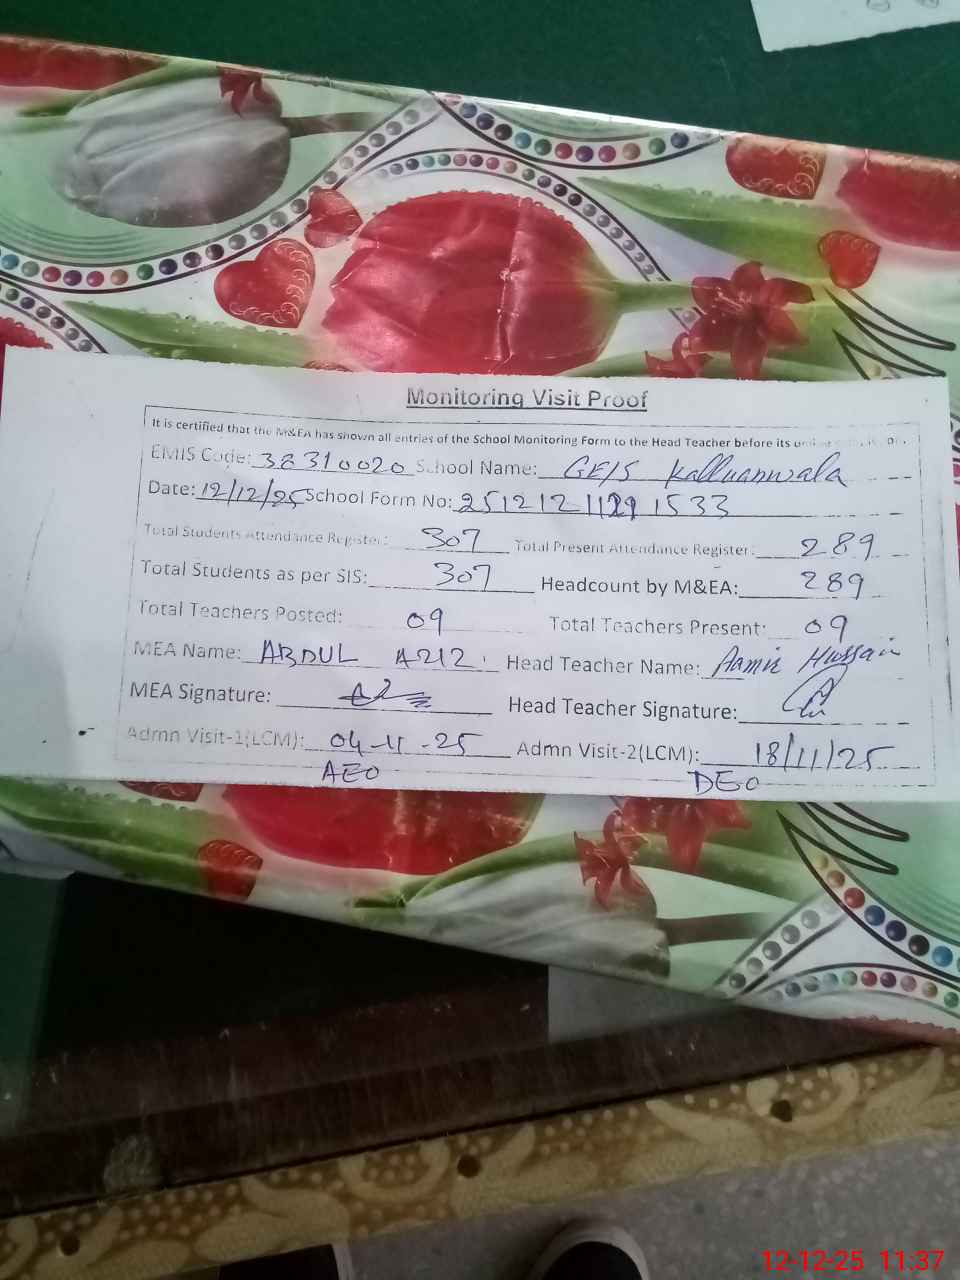 Monitoring Visit Proof
It is certified that the M&EA has shown all entries of the School Monitoring Form to the Head Teacher before its
EMIS Code: 38310020 School Name: GEIS Kalluanwala
Date: 12/12/25 School Form No: 25121211291533
Total Students Attendance Register: 307 Total Present Attendance Register: 289
Total Students as per SIS: 307 Headcount by M&EA: 289
Total Teachers Posted: 09 Total Teachers Present: 09
MEA Name: ABDUL AZIZ. Head Teacher Name: Aamir Hussain
MEA Signature: Head Teacher Signature:
Admn Visit-1(LCM): 04-11-25 Admn Visit-2(LCM): 18/11/25
AEO DEO
12-12-25 11:37